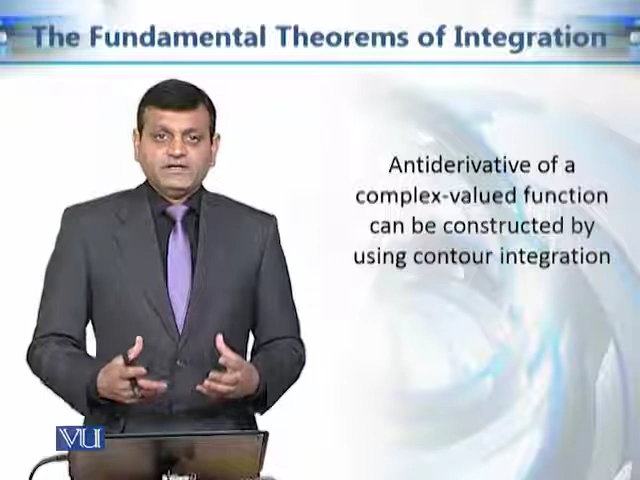 The Fundamental Theorems of Integration
Antiderivative of a
complex-valued function
can be constructed by
using contour integration
VU